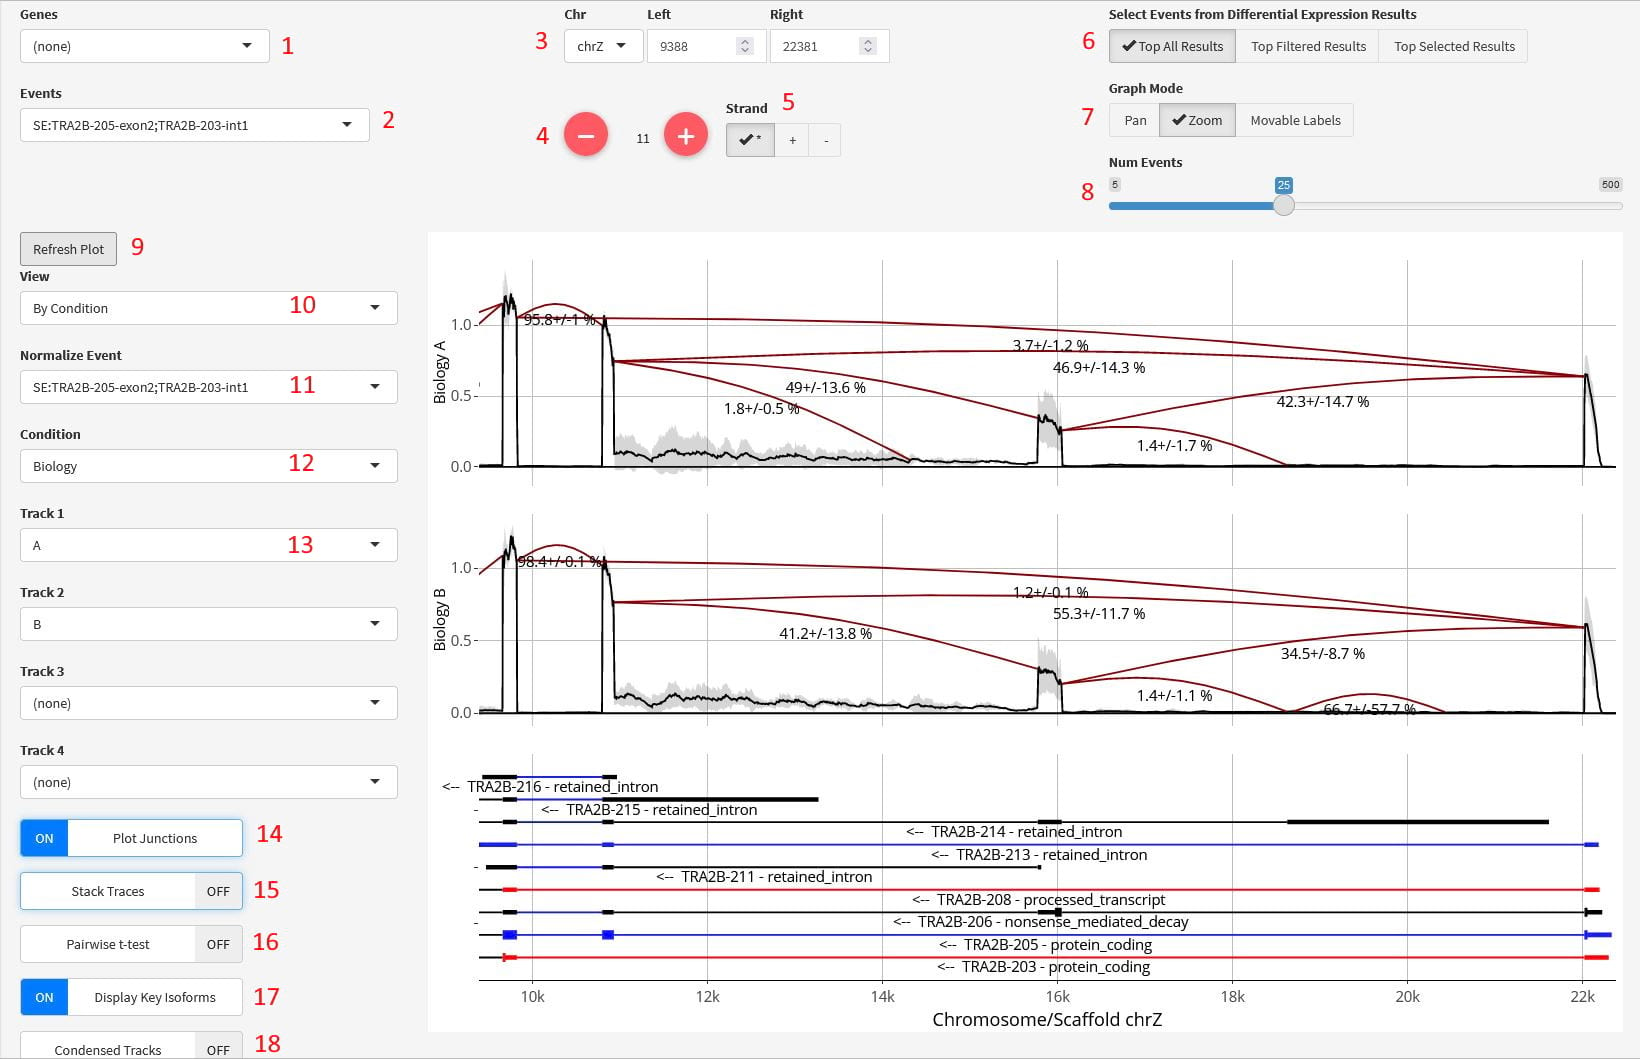 Genes
(none)
1
Events
SE:TRA2B-205-exon2;TRA2B-203-int1
2
Chr
Left
Right
3
chrZ
9388
22381
4
−
11
+
Strand
5
*
+
-
Select Events from Differential Expression Results
6
Top All Results
Top Filtered Results
Top Selected Results
Graph Mode
7
Pan
Zoom
Movable Labels
Num Events
8
5
25
500
Refresh Plot
9
View
By Condition
10
Normalize Event
SE:TRA2B-205-exon2;TRA2B-203-int1
11
Condition
Biology
12
Track 1
A
13
Track 2
B
Track 3
(none)
Track 4
(none)
ON
Plot Junctions
14
Stack Traces
OFF
15
Pairwise t-test
OFF
16
ON
Display Key Isoforms
17
Condensed Tracks
OFF
18
Biology A
1.0
0.5
0.0
95.8+/-1 %
3.7+/-1.2 %
46.9+/-14.3 %
49+/-13.6 %
42.3+/-14.7 %
1.8+/-0.5 %
1.4+/-1.7 %
Biology B
1.0
0.5
0.0
98.4+/-0.1 %
1.2+/-0.1 %
55.3+/-11.7 %
41.2+/-13.8 %
34.5+/-8.7 %
1.4+/-1.1 %
66.7+/-57.7 %
<-- TRA2B-216 - retained_intron
<-- TRA2B-215 - retained_intron
<-- TRA2B-214 - retained_intron
<-- TRA2B-213 - retained_intron
<-- TRA2B-211 - retained_intron
<-- TRA2B-208 - processed_transcript
<-- TRA2B-206 - nonsense_mediated_decay
<-- TRA2B-205 - protein_coding
<-- TRA2B-203 - protein_coding
10k
12k
14k
16k
18k
20k
22k
Chromosome/Scaffold chrZ